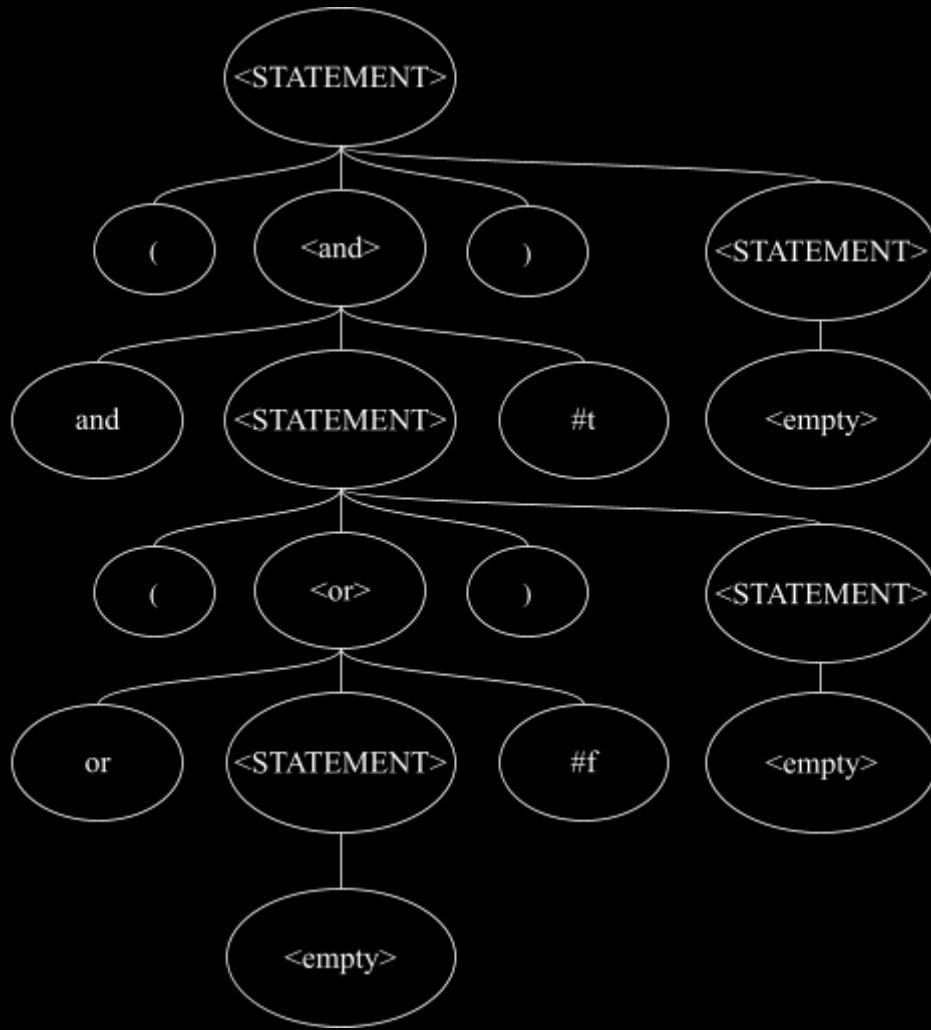 <STATEMENT>
( <and> ) <STATEMENT>
and <STATEMENT> #t <empty>
( <or> ) <STATEMENT>
or <STATEMENT> #f <empty>
<empty>